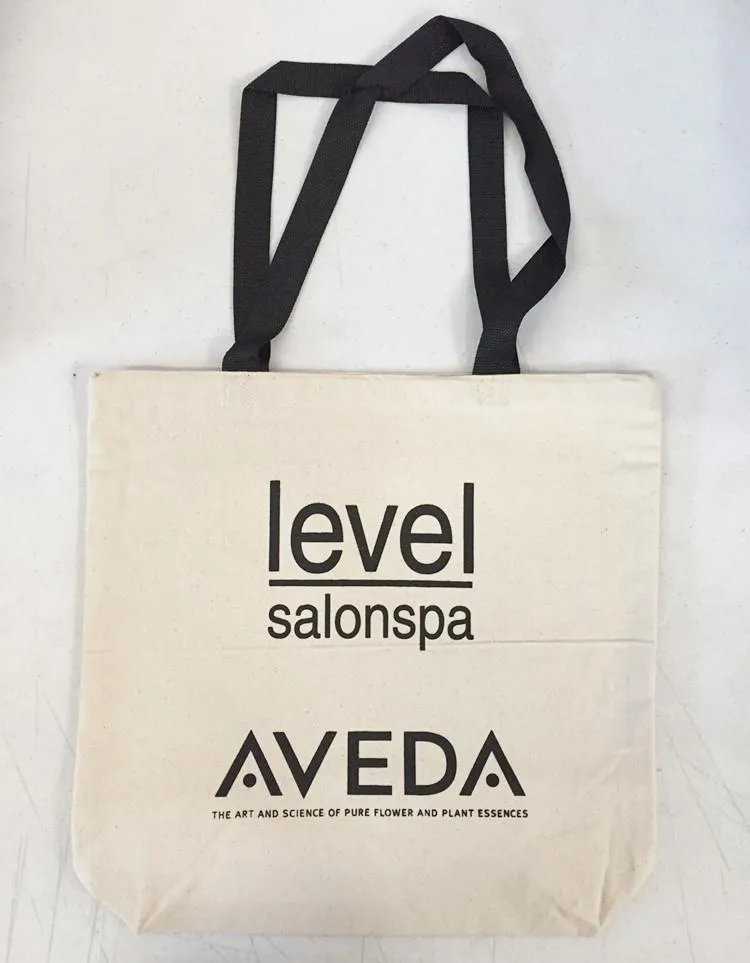 level
salonspa
AVEDA
THE ART AND SCIENCE OF PURE FLOWER AND PLANT ESSENCES